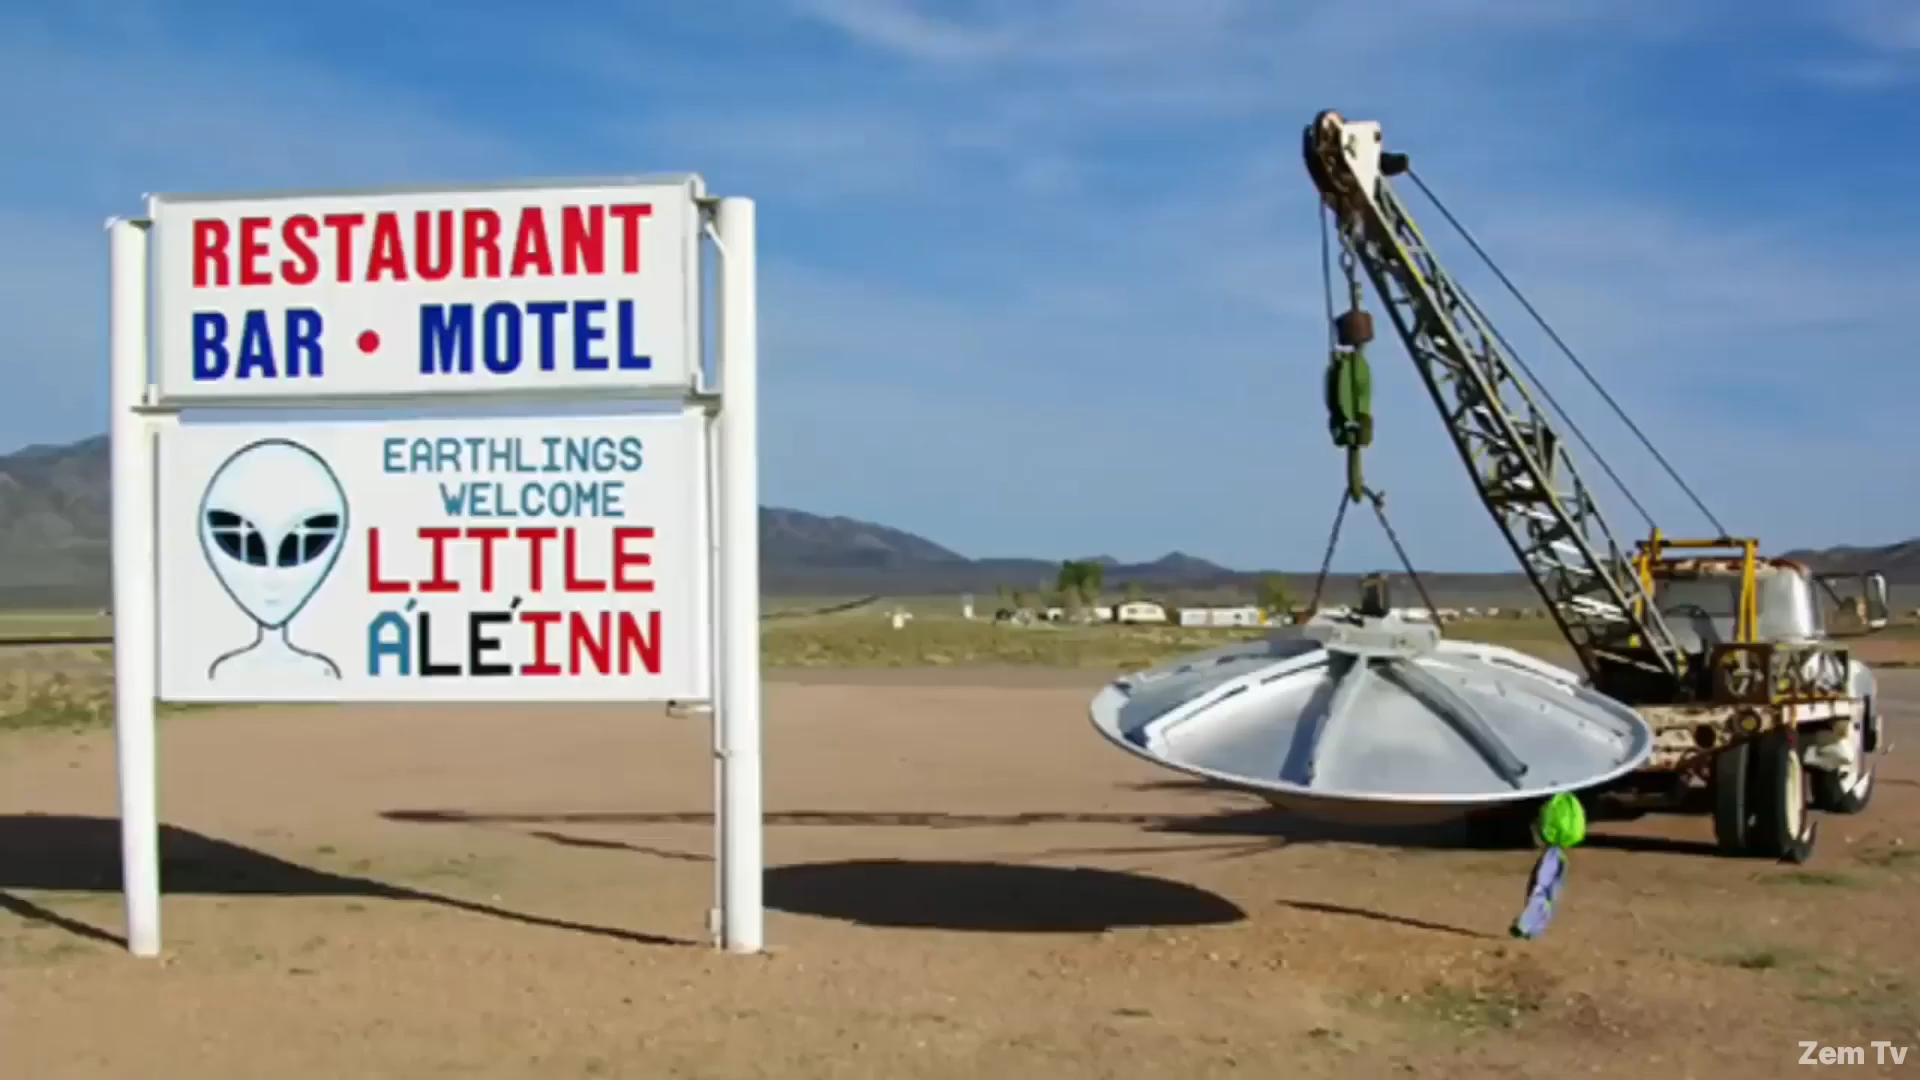 RESTAURANT
BAR • MOTEL
EARTHLINGS
WELCOME
LITTLE
A'LE'INN
Zem Tv